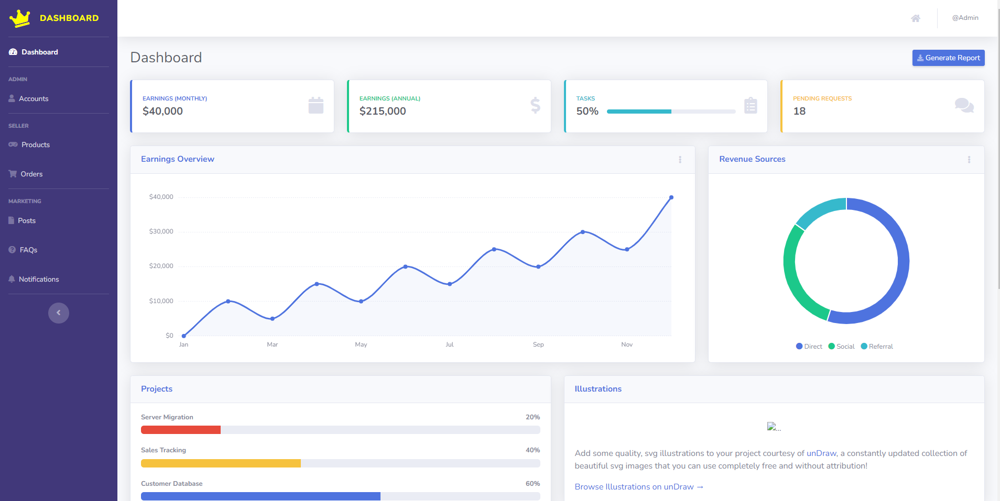 DASHBOARD
@Admin
Dashboard
Dashboard
Generate Report
ADMIN
Accounts
SELLER
Products
Orders
MARKETING
Posts
FAQs
Notifications
EARNINGS (MONTHLY)
$40,000
EARNINGS (ANNUAL)
$215,000
TASKS
50%
PENDING REQUESTS
18
Earnings Overview
$40,000
$30,000
$20,000
$10,000
$0
Jan Mar May Jul Sep Nov
Revenue Sources
Direct Social Referral
Projects
Server Migration 20%
Sales Tracking 40%
Customer Database 60%
Illustrations
...
Add some quality, svg illustrations to your project courtesy of unDraw, a constantly updated collection of
beautiful svg images that you can use completely free and without attribution!
Browse Illustrations on unDraw →